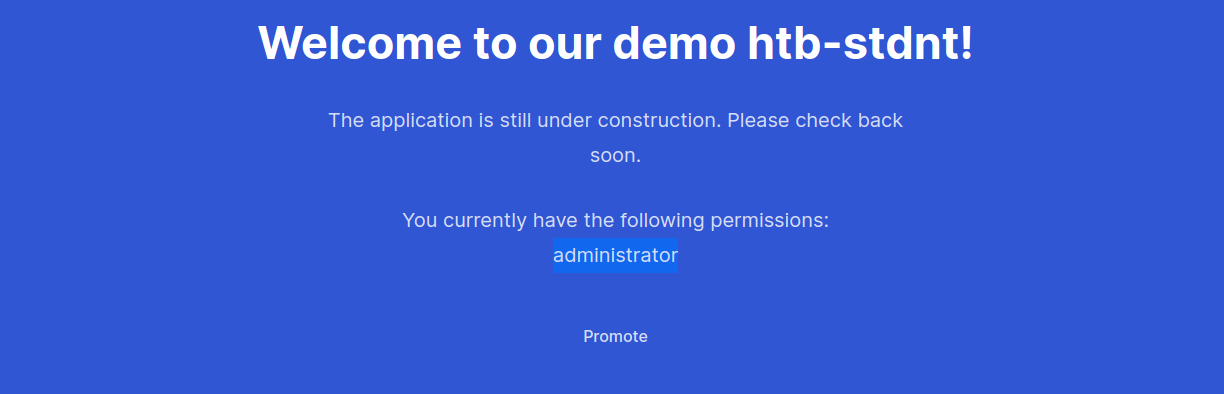 Welcome to our demo htb-stdnt!
The application is still under construction. Please check back
soon.
You currently have the following permissions:
administrator
Promote